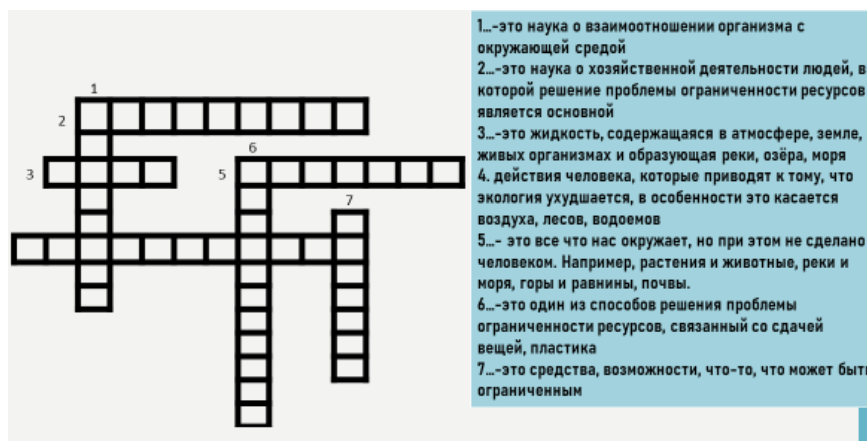 1
2
6
3
5
7
1...-это наука о взаимоотношении организма с
окружающей средой
2...-это наука о хозяйственной деятельности людей, в
которой решение проблемы ограниченности ресурсов
является основной
3...-это жидкость, содержащаяся в атмосфере, земле,
живых организмах и образующая реки, озёра, моря
4. действия человека, которые приводят к тому, что
экология ухудшается, в особенности это касается
воздуха, лесов, водоемов
5...- это все что нас окружает, но при этом не сделано
человеком. Например, растения и животные, реки и
моря, горы и равнины, почвы.
6...-это один из способов решения проблемы
ограниченности ресурсов, связанный со сдачей
вещей, пластика
7...-это средства, возможности, что-то, что может быть
ограниченным